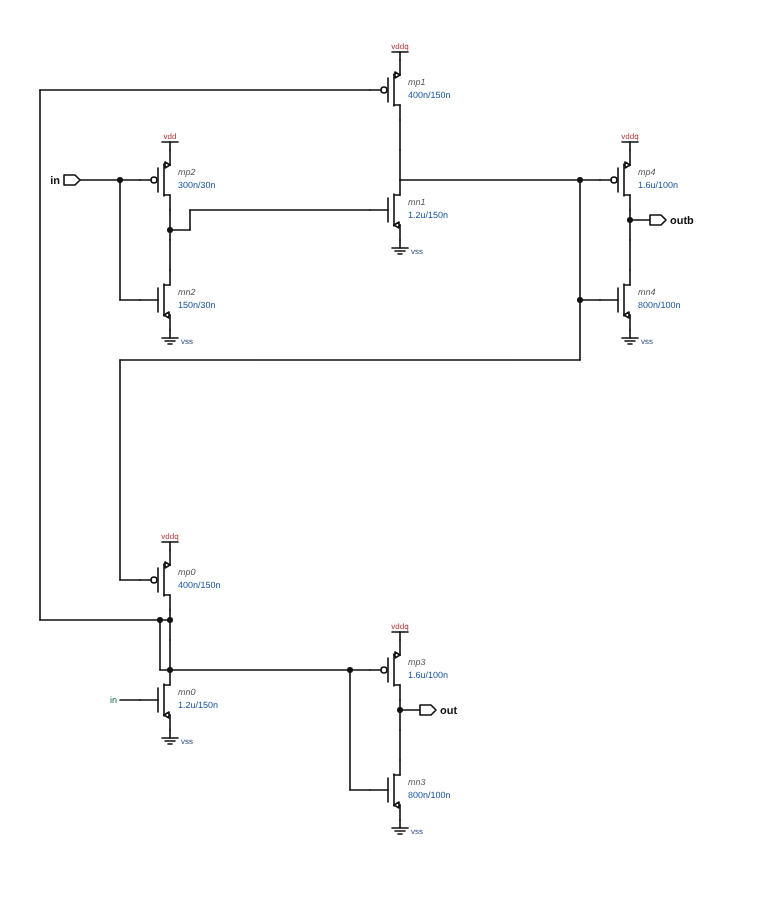 vddq
mp1
400n/150n
vdd
vddq
in
mp2
300n/30n
mp4
1.6u/100n
mn1
1.2u/150n
outb
vss
mn2
150n/30n
mn4
800n/100n
vss
vss
vddq
mp0
400n/150n
vddq
mp3
1.6u/100n
in
mn0
1.2u/150n
out
vss
mn3
800n/100n
vss